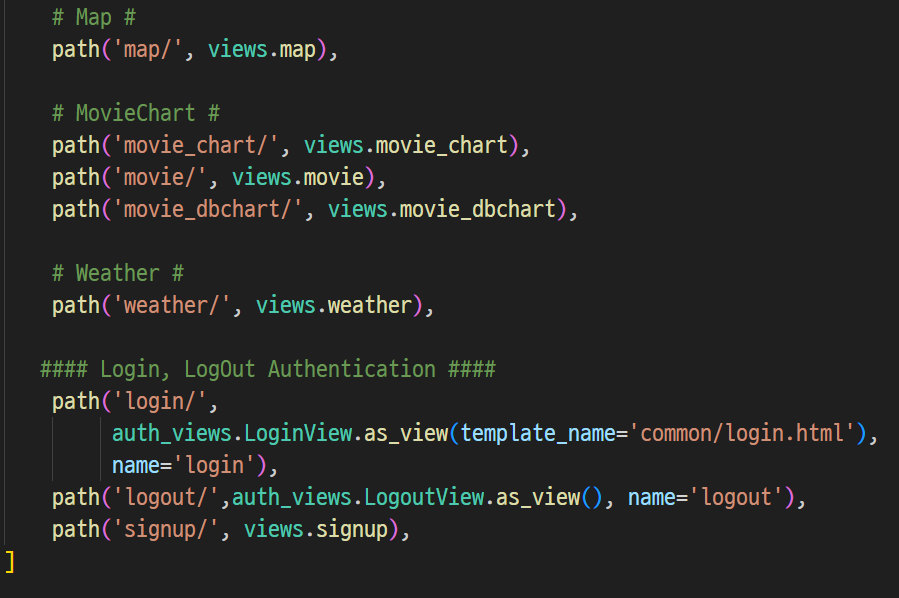 # Map #
path('map/', views.map),
# MovieChart #
path('movie_chart/', views.movie_chart),
path('movie/', views.movie),
path('movie_dbchart/', views.movie_dbchart),
# Weather #
path('weather/', views.weather),
#### Login, LogOut Authentication ####
path('login/',
auth_views.LoginView.as_view(template_name='common/login.html'),
name='login'),
path('logout/',auth_views.LogoutView.as_view(), name='logout'),
path('signup/', views.signup),
]